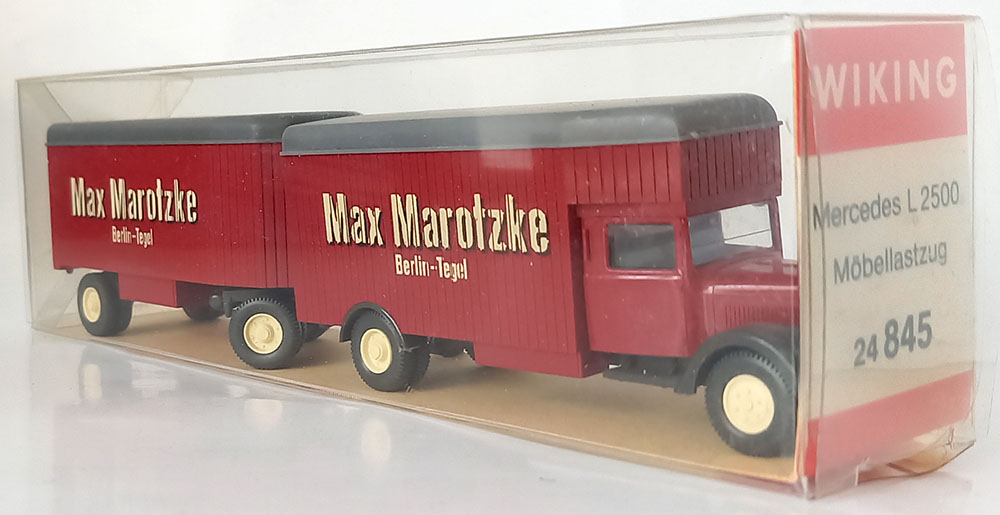 Max Marotzke
Berlin-Tegel
Max Marotzke
Berlin-Tegel
WIKING
Mercedes L 2500
Möbellastzug
24 845